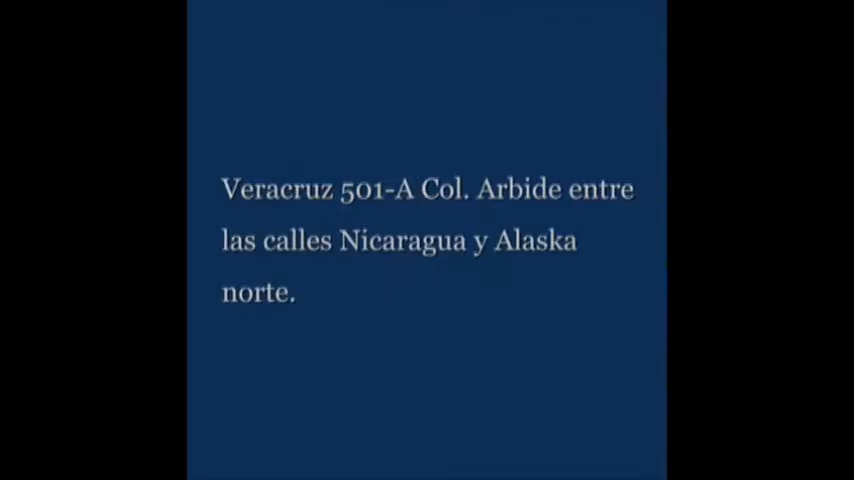 Veracruz 501-A Col. Arbide entre
las calles Nicaragua y Alaska
norte.